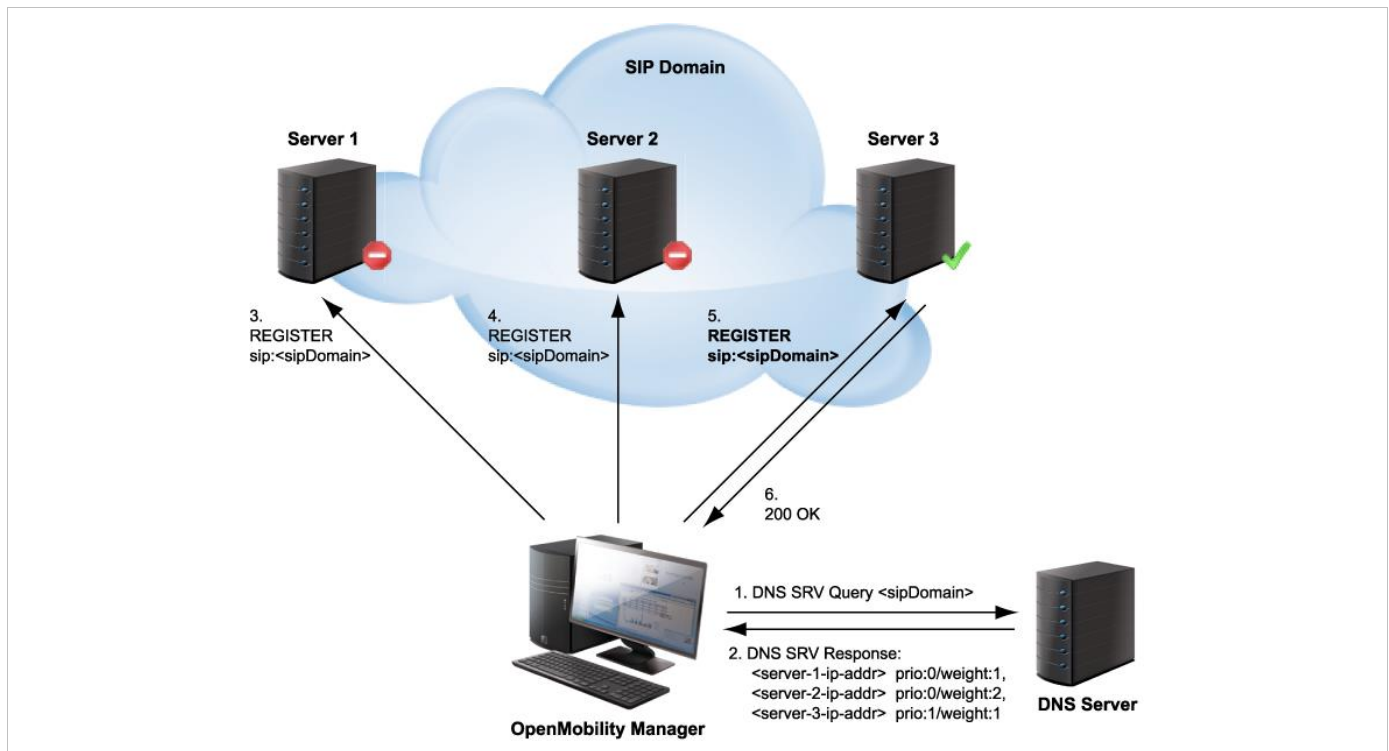 SIP Domain
Server 1
Server 2
Server 3
3.
REGISTER
sip:<sipDomain>
4.
REGISTER
sip:<sipDomain>
5.
REGISTER
sip:<sipDomain>
6.
200 OK
1. DNS SRV Query <sipDomain>
2. DNS SRV Response:
<server-1-ip-addr> prio:0/weight:1,
<server-2-ip-addr> prio:0/weight:2,
<server-3-ip-addr> prio:1/weight:1
OpenMobility Manager
DNS Server